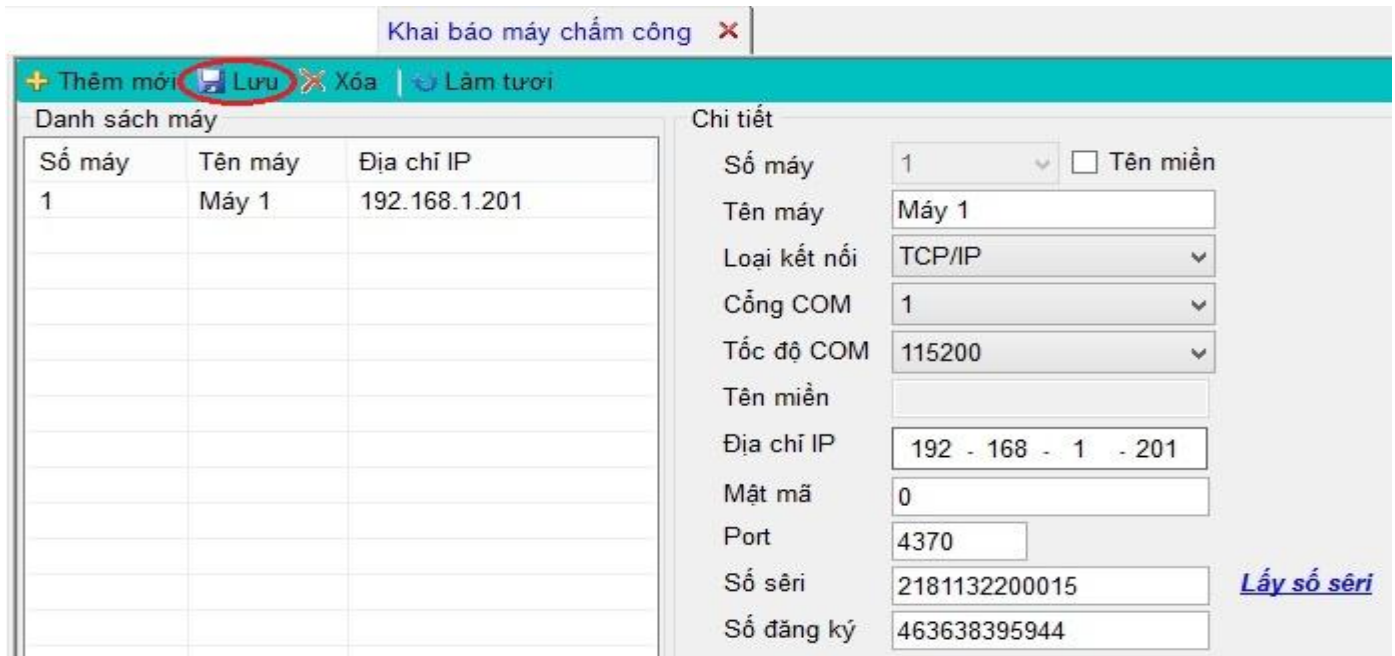 Khai báo máy chấm công
Thêm mới Lưu Xóa Làm tươi
Danh sách máy
Số máy Tên máy Địa chỉ IP
1 Máy 1 192.168.1.201
Chi tiết
Số máy 1 Tên miền
Tên máy Máy 1
Loại kết nối TCP/IP
Cổng COM 1
Tốc độ COM 115200
Tên miền
Địa chỉ IP 192 - 168 - 1 - 201
Mật mã 0
Port 4370
Số sêri 2181132200015 Lấy số sêri
Số đăng ký 463638395944